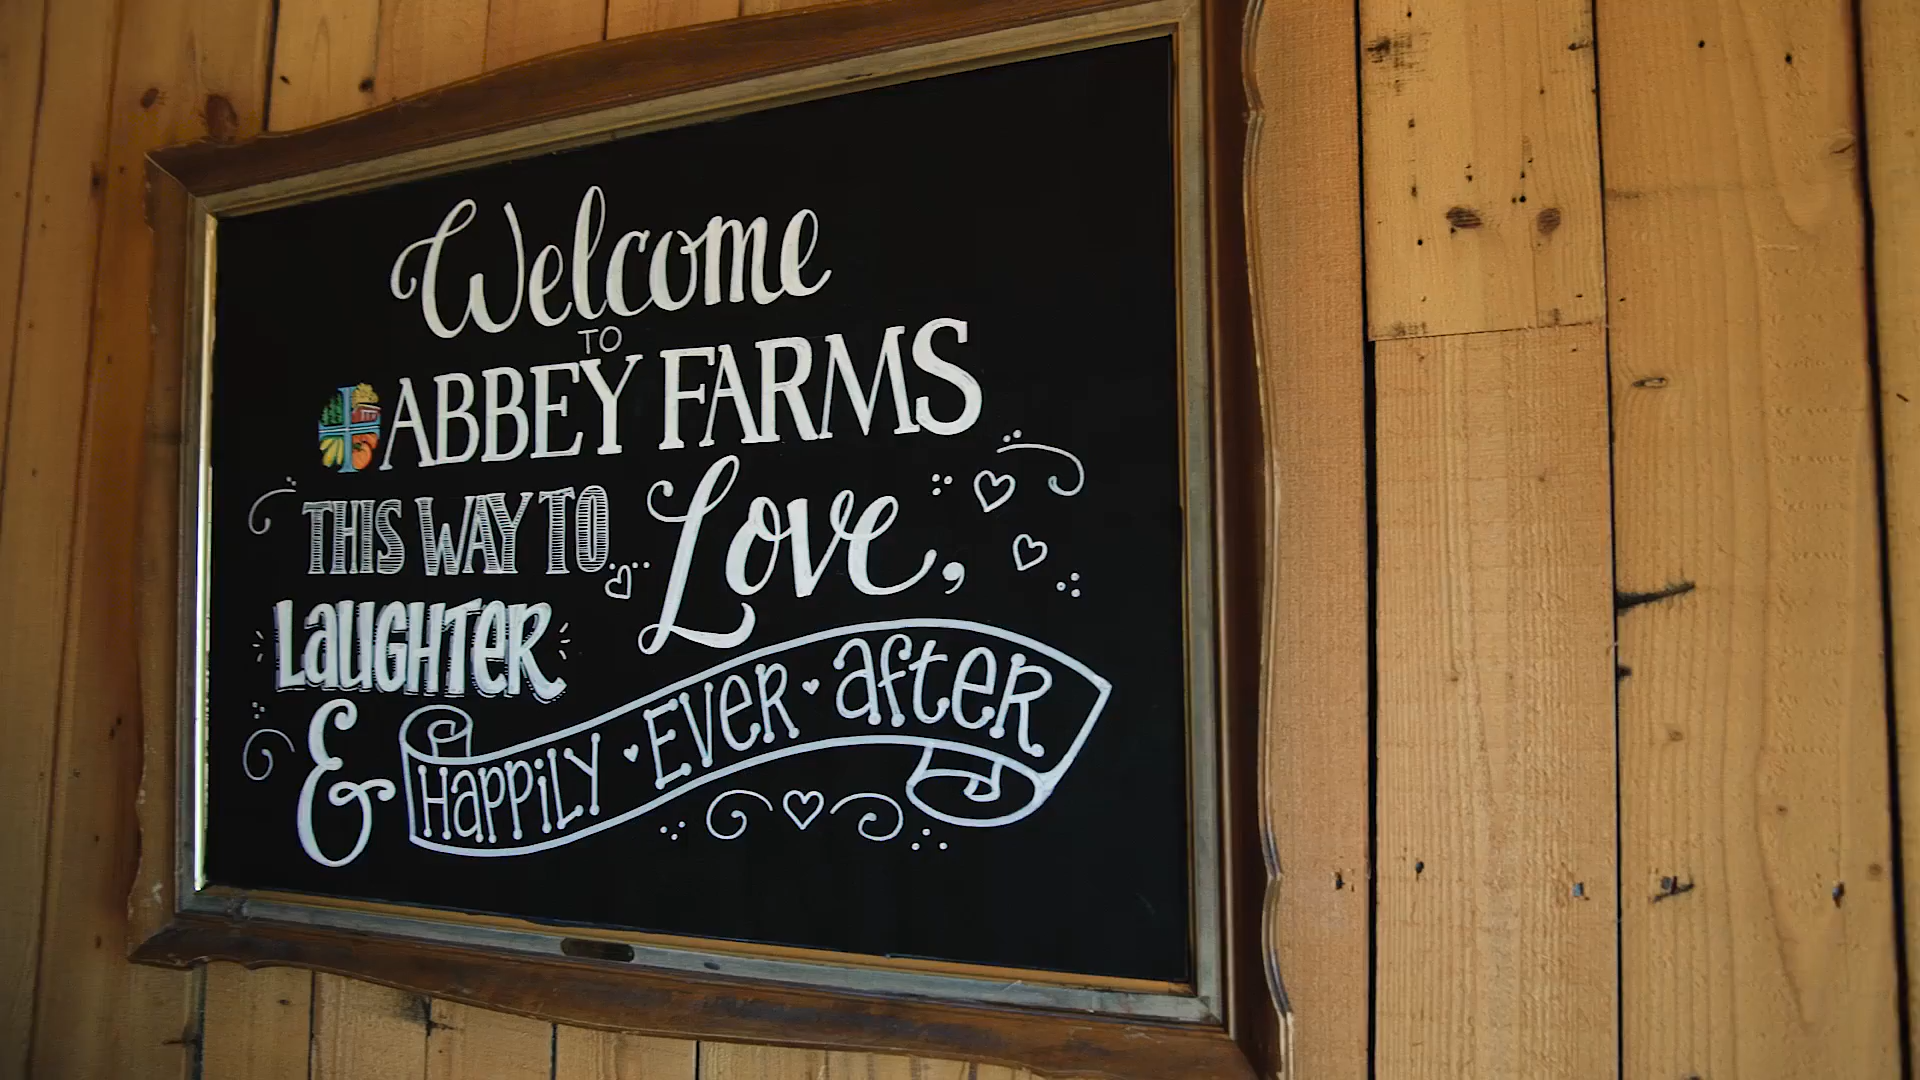 Welcome
TO
ABBEY FARMS
THIS WAY TO Love,
LaUGHTER
& HaPPiLY EVER after